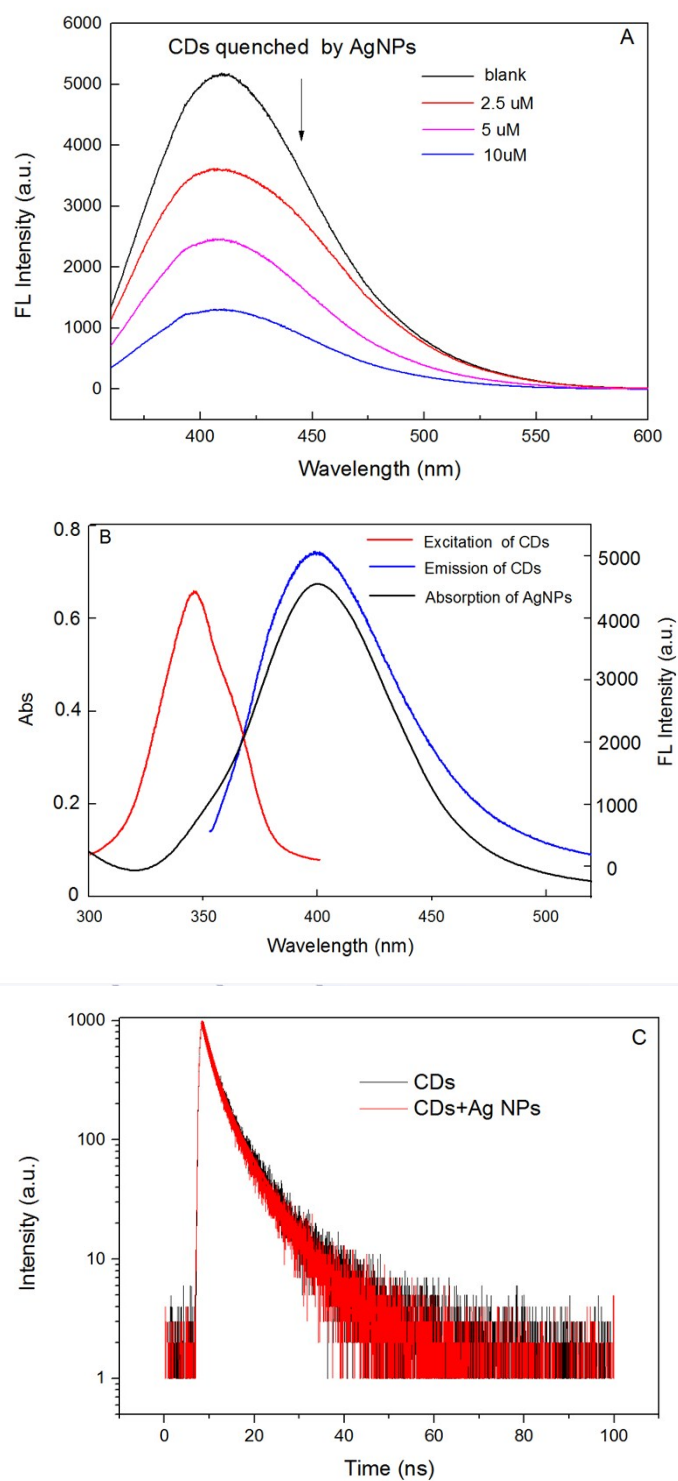 A
CDs quenched by AgNPs
blank
2.5 uM
5 uM
10uM
6000
5000
4000
3000
2000
1000
0
FL Intensity (a.u.)
400
450
500
550
600
Wavelength (nm)
B
Excitation of CDs
Emission of CDs
Absorption of AgNPs
0.8
0.6
0.4
0.2
0
Abs
5000
4000
3000
2000
1000
0
FL Intensity (a.u.)
300
350
400
450
500
Wavelength (nm)
C
CDs
CDs+Ag NPs
1000
100
10
1
Intensity (a.u.)
0
20
40
60
80
100
Time (ns)